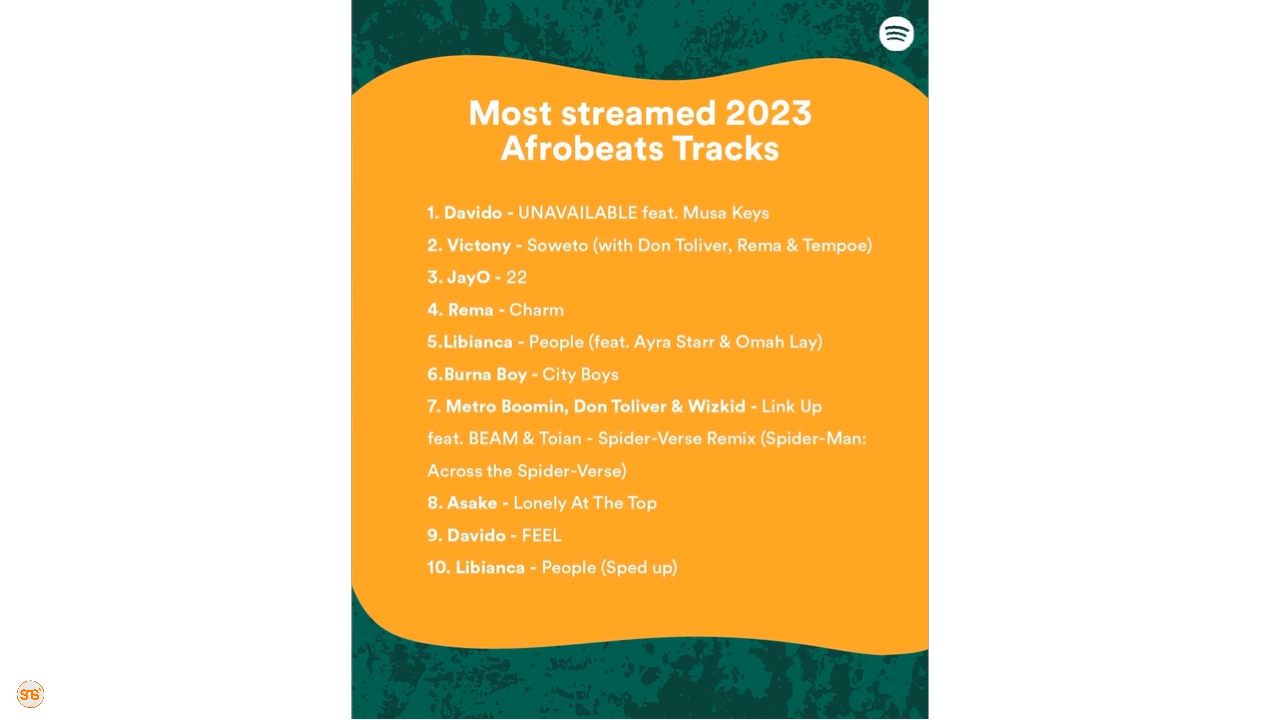 Most streamed 2023
Afrobeats Tracks
1. Davido - UNAVAILABLE feat. Musa Keys
2. Victony - Soweto (with Don Toliver, Rema & Tempoe)
3. JayO - 22
4. Rema - Charm
5.Libianca - People (feat. Ayra Starr & Omah Lay)
6.Burna Boy - City Boys
7. Metro Boomin, Don Toliver & Wizkid - Link Up
feat. BEAM & Toian - Spider-Verse Remix (Spider-Man:
Across the Spider-Verse)
8. Asake - Lonely At The Top
9. Davido - FEEL
10. Libianca - People (Sped up)